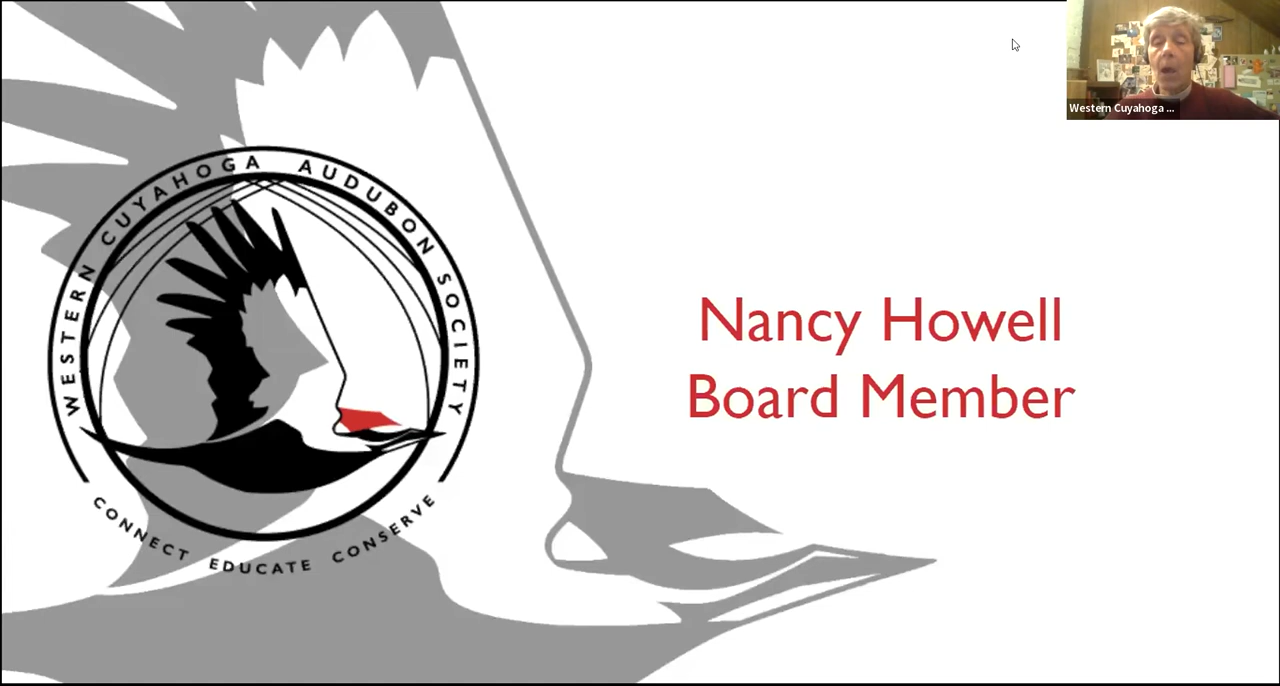 Western Cuyahoga ...
WESTERN CUYAHOGA AUDUBON SOCIETY
CONNECT EDUCATE CONSERVE
Nancy Howell
Board Member